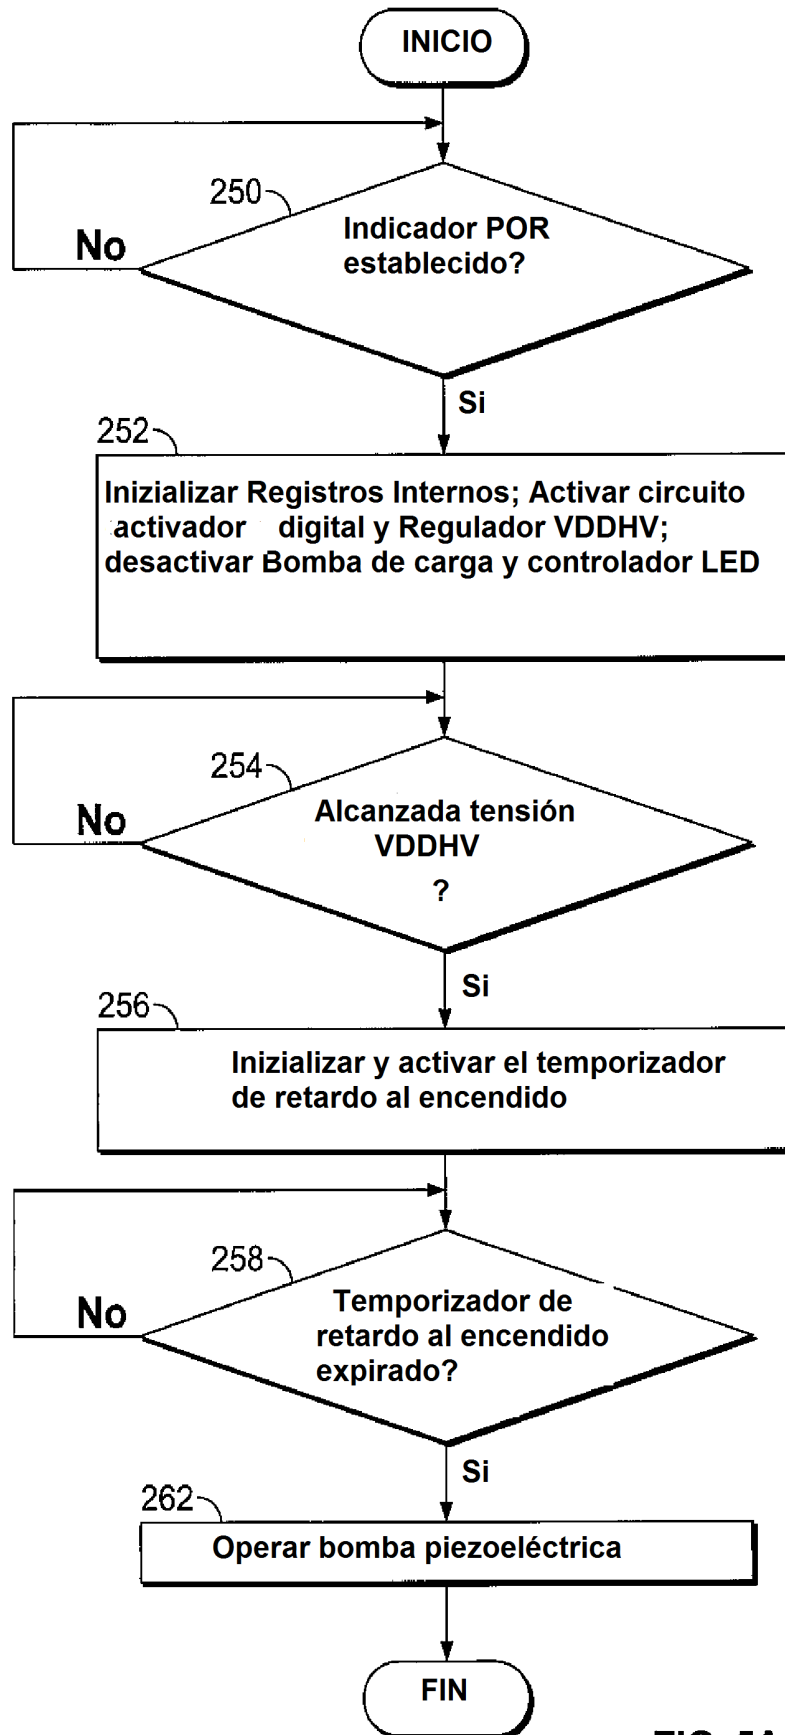 INICIO
250
Indicador POR
establecido?
No
Si
252
Inizializar Registros Internos; Activar circuito
activador digital y Regulador VDDHV;
desactivar Bomba de carga y controlador LED
254
Alcanzada tensión
VDDHV
?
No
Si
256
Inizializar y activar el temporizador
de retardo al encendido
258
Temporizador de
retardo al encendido
expirado?
No
Si
262
Operar bomba piezoeléctrica
FIN